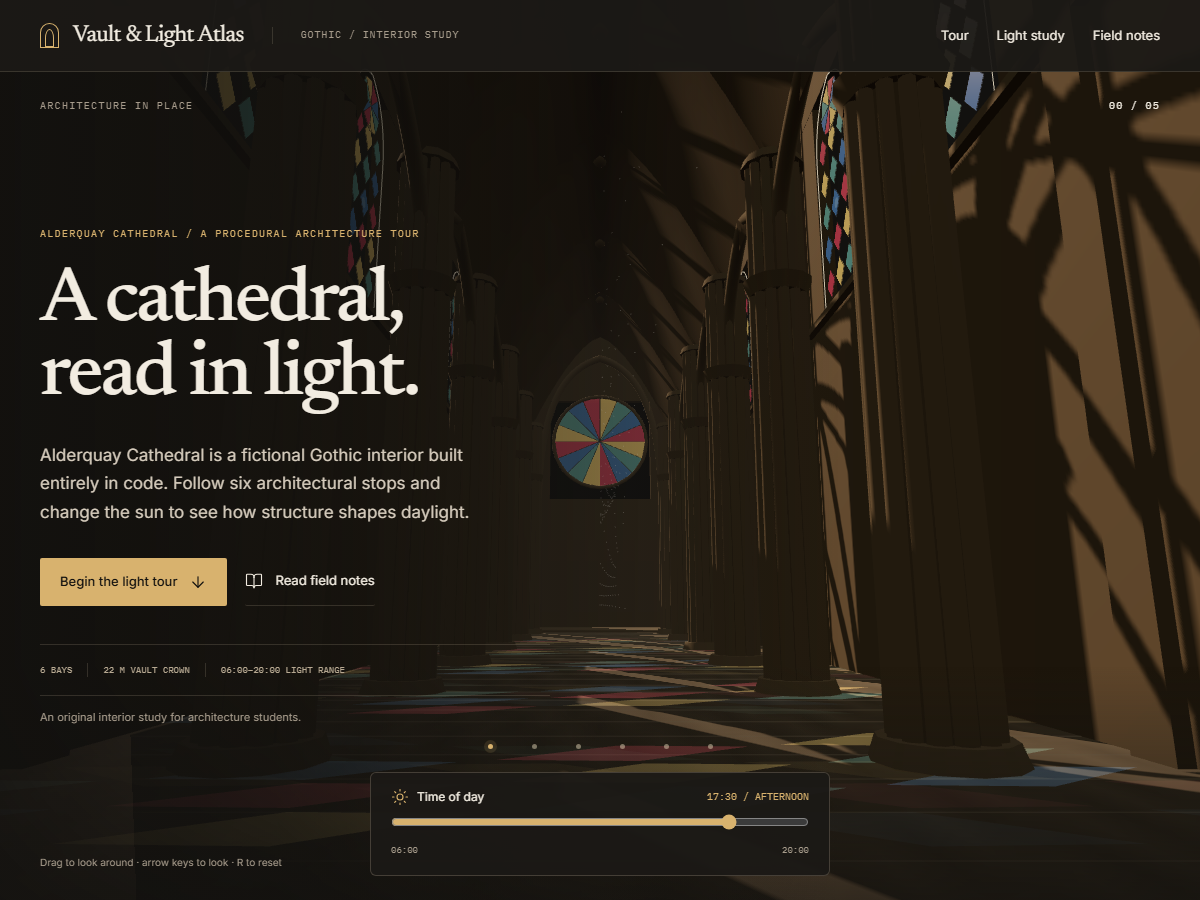 Vault & Light Atlas
GOTHIC / INTERIOR STUDY
Tour
Light study
Field notes
ARCHITECTURE IN PLACE
00 / 05
ALDERQUAY CATHEDRAL / A PROCEDURAL ARCHITECTURE TOUR
A cathedral,
read in light.
Alderquay Cathedral is a fictional Gothic interior built
entirely in code. Follow six architectural stops and
change the sun to see how structure shapes daylight.
Begin the light tour
Read field notes
6 BAYS
22 M VAULT CROWN
06:00–20:00 LIGHT RANGE
An original interior study for architecture students.
Time of day
17:30 / AFTERNOON
06:00
20:00
Drag to look around · arrow keys to look · R to reset